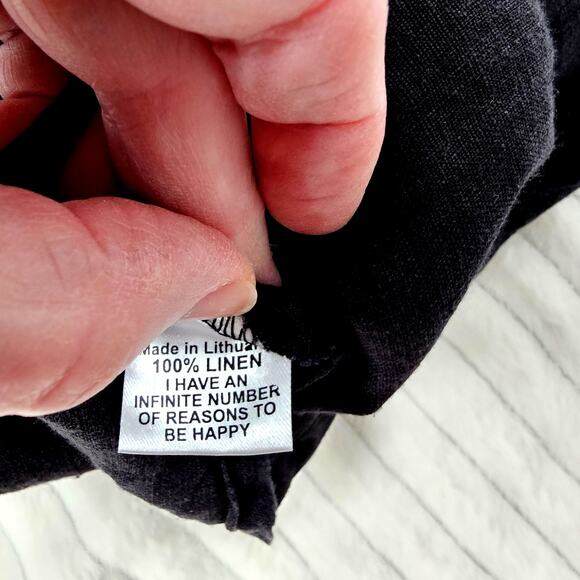 Made in Lithua
100% LINEN
I HAVE AN
INFINITE NUMBER
OF REASONS TO
BE HAPPY